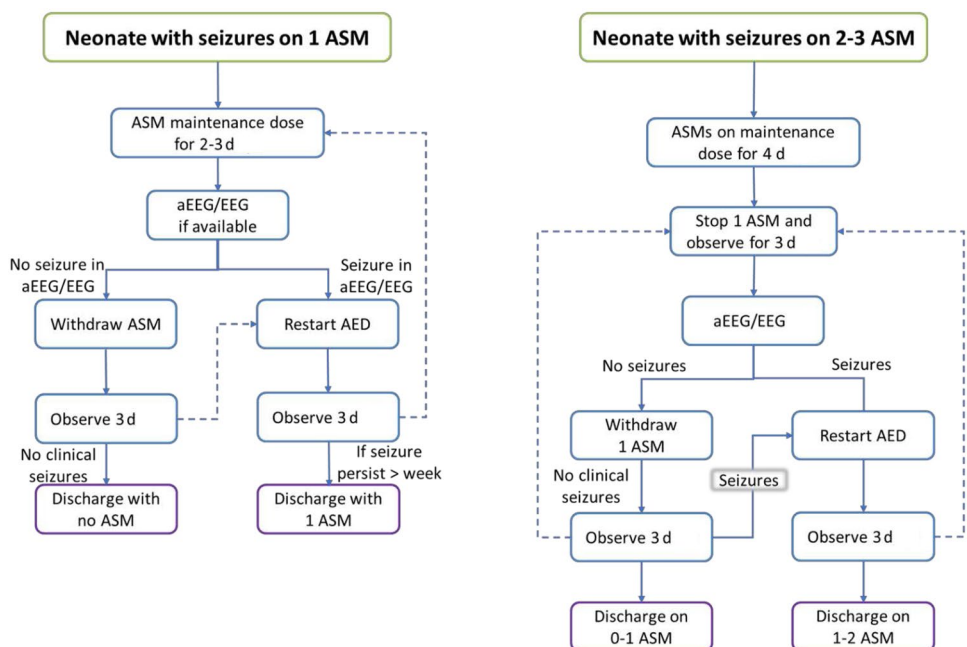 Neonate with seizures on 1 ASM
ASM maintenance dose
for 2-3 d
aEEG/EEG
if available
No seizure in
aEEG/EEG
Seizure in
aEEG/EEG
Withdraw ASM
Restart AED
Observe 3 d
Observe 3 d
No clinical
seizures
If seizure
persist > week
Discharge with
no ASM
Discharge with
1 ASM
Neonate with seizures on 2-3 ASM
ASMs on maintenance
dose for 4 d
Stop 1 ASM and
observe for 3 d
aEEG/EEG
No seizures
Seizures
Withdraw
1 ASM
Restart AED
No clinical
seizures
Seizures
Observe 3 d
Observe 3 d
Discharge on
0-1 ASM
Discharge on
1-2 ASM